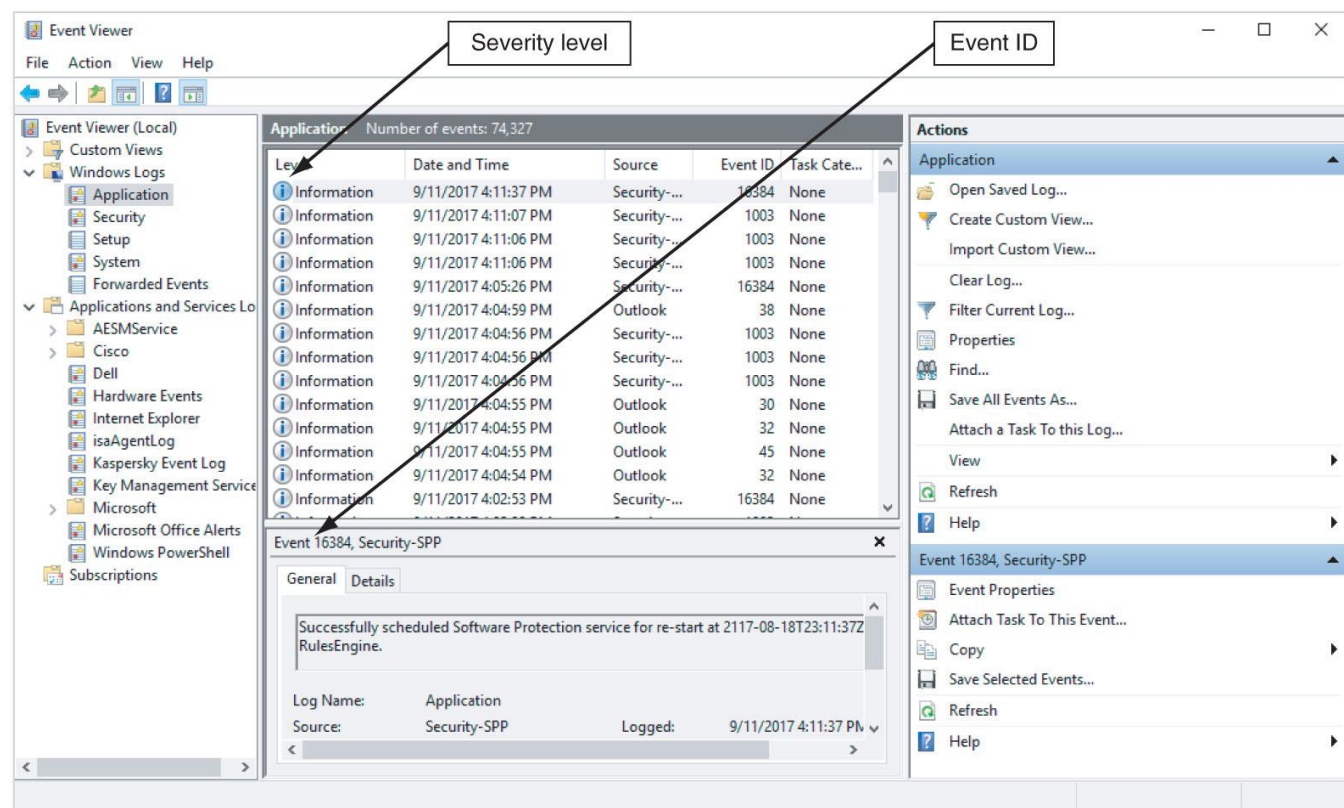 Event Viewer
Severity level
Event ID
File Action View Help
Event Viewer (Local)
Custom Views
Windows Logs
Application
Security
Setup
System
Forwarded Events
Applications and Services Lo
AESMService
Cisco
Dell
Hardware Events
Internet Explorer
isaAgentLog
Kaspersky Event Log
Key Management Service
Microsoft
Microsoft Office Alerts
Windows PowerShell
Subscriptions
Application Number of events: 74,327
Level Date and Time Source Event ID Task Cate...
Information 9/11/2017 4:11:37 PM Security-... 16384 None
Information 9/11/2017 4:11:07 PM Security-... 1003 None
Information 9/11/2017 4:11:06 PM Security-... 1003 None
Information 9/11/2017 4:11:06 PM Security-... 1003 None
Information 9/11/2017 4:05:26 PM Security-... 16384 None
Information 9/11/2017 4:04:59 PM Outlook 38 None
Information 9/11/2017 4:04:56 PM Security-... 1003 None
Information 9/11/2017 4:04:56 PM Security-... 1003 None
Information 9/11/2017 4:04:56 PM Security-... 1003 None
Information 9/11/2017 4:04:55 PM Outlook 30 None
Information 9/11/2017 4:04:55 PM Outlook 32 None
Information 9/11/2017 4:04:55 PM Outlook 45 None
Information 9/11/2017 4:04:54 PM Outlook 32 None
Information 9/11/2017 4:02:53 PM Security-... 16384 None
Event 16384, Security-SPP
General Details
Successfully scheduled Software Protection service for re-start at 2117-08-18T23:11:37Z
RulesEngine.
Log Name: Application
Source: Security-SPP Logged: 9/11/2017 4:11:37 PM
Actions
Application
Open Saved Log...
Create Custom View...
Import Custom View...
Clear Log...
Filter Current Log...
Properties
Find...
Save All Events As...
Attach a Task To this Log...
View
Refresh
Help
Event 16384, Security-SPP
Event Properties
Attach Task To This Event...
Copy
Save Selected Events...
Refresh
Help